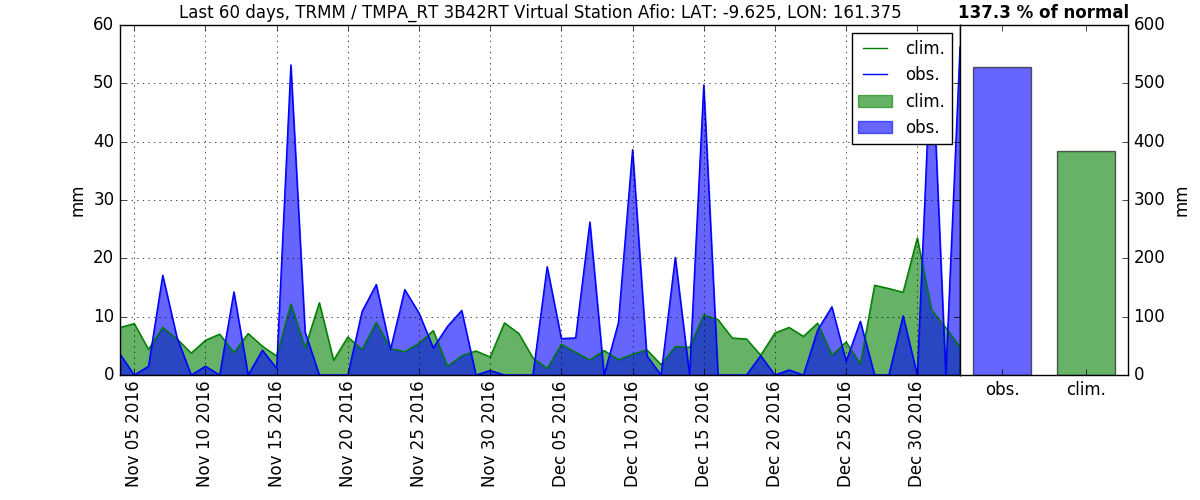 Last 60 days, TRMM / TMPA_RT 3B42RT Virtual Station Afio: LAT: -9.625, LON: 161.375
137.3 % of normal
60
50
40
30
20
10
0
mm
clim.
obs.
clim.
obs.
600
500
400
300
200
100
0
mm
Nov 05 2016
Nov 10 2016
Nov 15 2016
Nov 20 2016
Nov 25 2016
Nov 30 2016
Dec 05 2016
Dec 10 2016
Dec 15 2016
Dec 20 2016
Dec 25 2016
Dec 30 2016
obs.
clim.